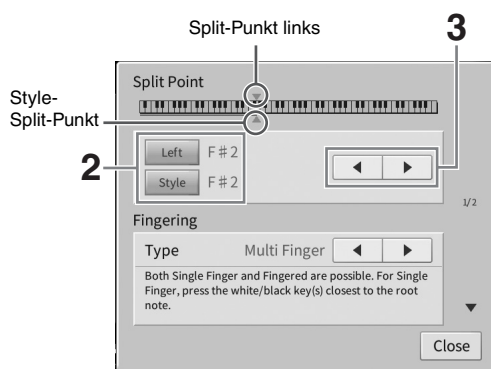 Split-Punkt links
3
Split Point
Style-
Split-Punkt
2
Left F♯2
Style F♯2
1/2
Fingering
Type Multi Finger
Both Single Finger and Fingered are possible. For Single
Finger, press the white/black key(s) closest to the root
note.
Close